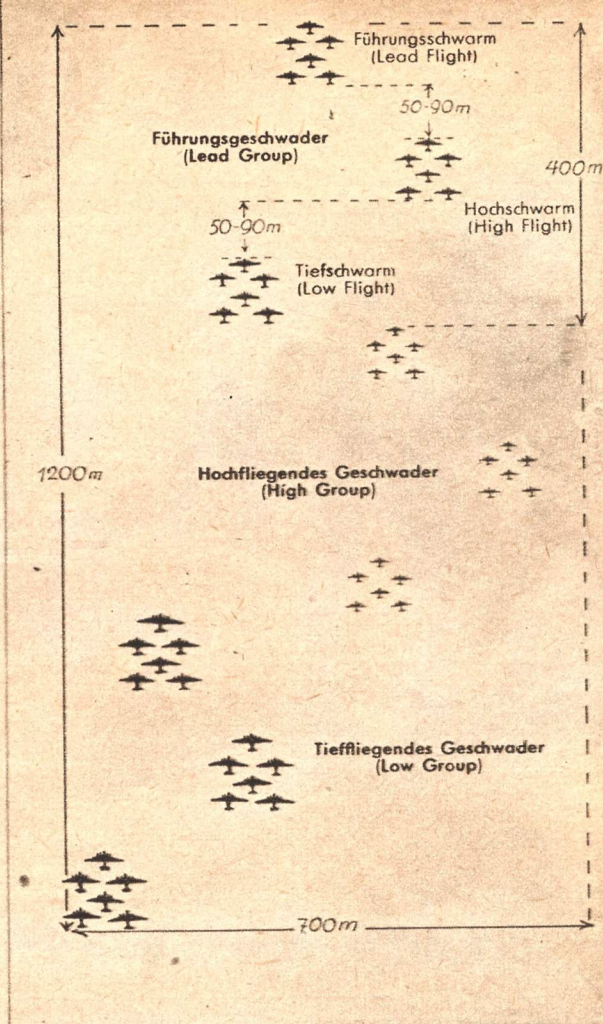 Führungsschwarm
(Lead Flight)
50-90m
Führungsgeschwader
(Lead Group)
400m
Hochschwarm
(High Flight)
50-90m
Tiefschwarm
(Low Flight)
1200m
Hochfliegendes Geschwader
(High Group)
Tieffliegendes Geschwader
(Low Group)
700m